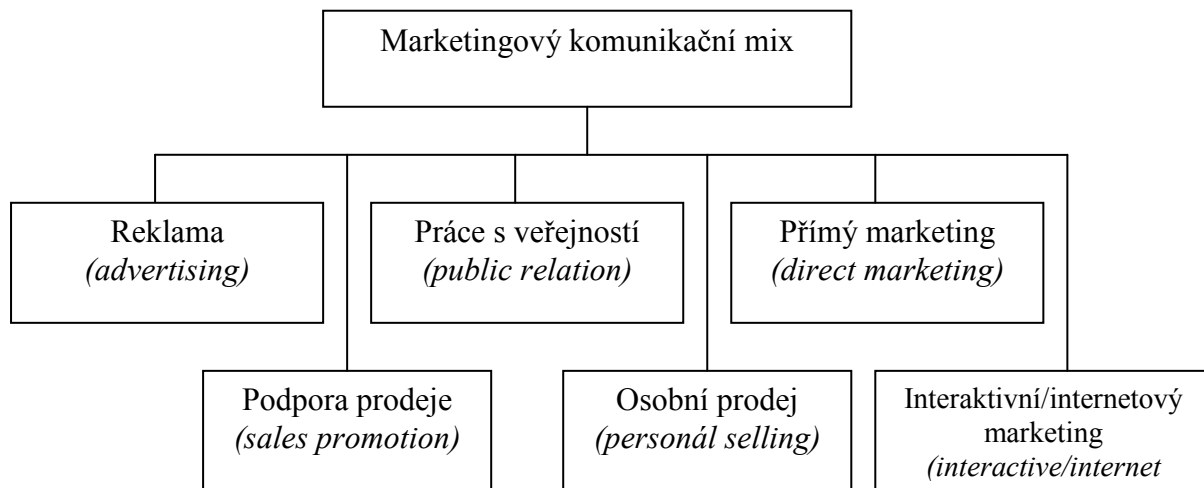 Marketingový komunikační mix
Reklama
(advertising)
Práce s veřejností
(public relation)
Přímý marketing
(direct marketing)
Podpora prodeje
(sales promotion)
Osobní prodej
(personál selling)
Interaktivní/internetový
marketing
(interactive/internet